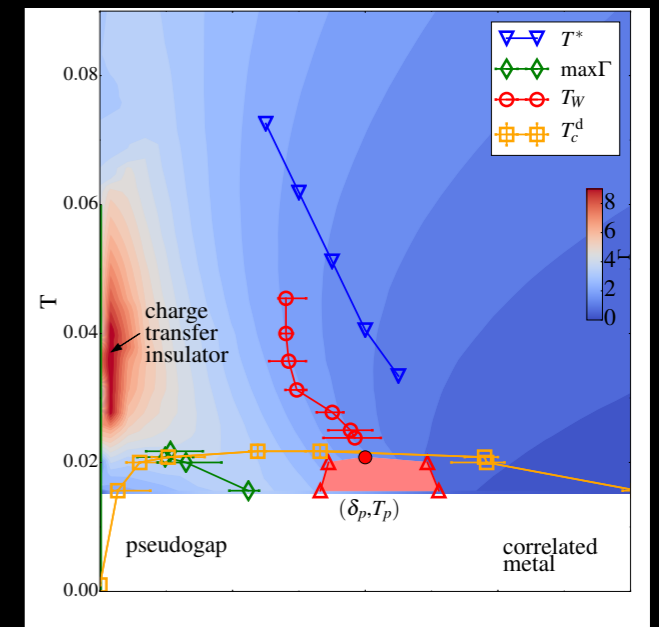 0.08
0.06
0.04
0.02
0.00
T
T*
maxΓ
T_W
T_c^d
8
6
4
2
0
charge
transfer
insulator
(δ_p,T_p)
pseudogap
correlated
metal